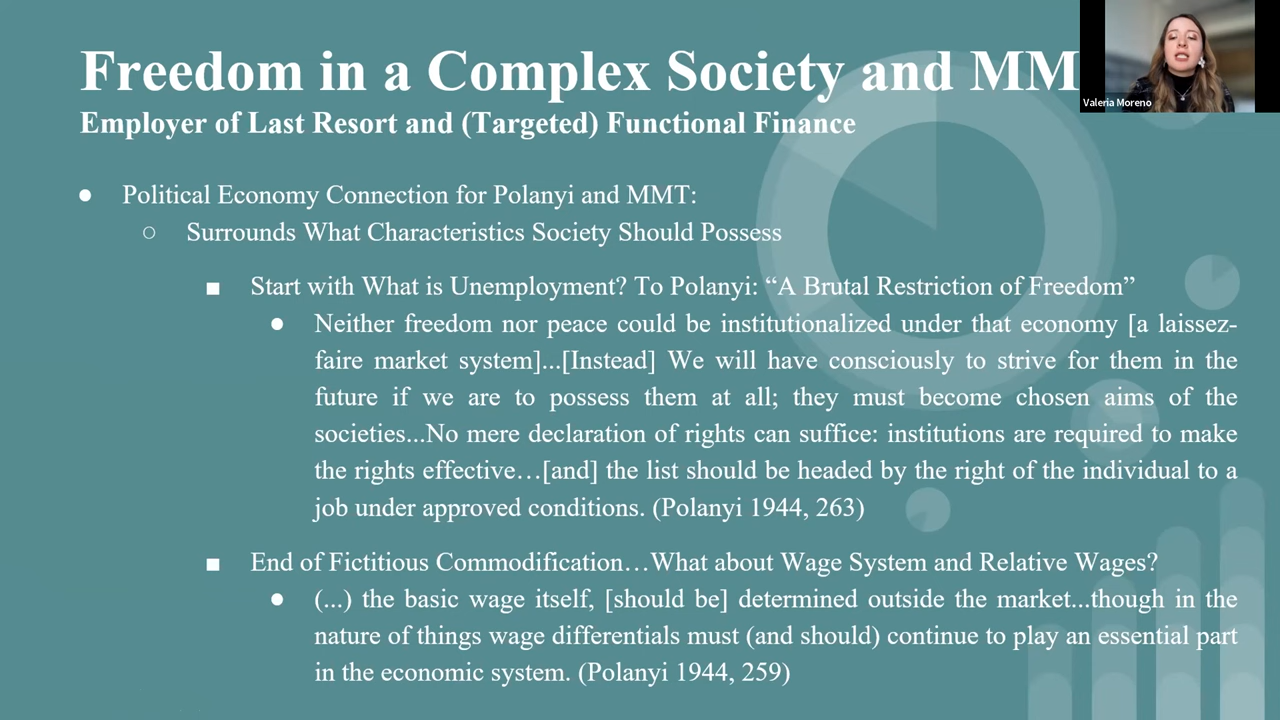 Freedom in a Complex Society and MM
Valeria Moreno
Employer of Last Resort and (Targeted) Functional Finance
● Political Economy Connection for Polanyi and MMT:
○ Surrounds What Characteristics Society Should Possess
■ Start with What is Unemployment? To Polanyi: “A Brutal Restriction of Freedom”
● Neither freedom nor peace could be institutionalized under that economy [a laissez-
faire market system]...[Instead] We will have consciously to strive for them in the
future if we are to possess them at all; they must become chosen aims of the
societies...No mere declaration of rights can suffice: institutions are required to make
the rights effective…[and] the list should be headed by the right of the individual to a
job under approved conditions. (Polanyi 1944, 263)
■ End of Fictitious Commodification…What about Wage System and Relative Wages?
● (...) the basic wage itself, [should be] determined outside the market...though in the
nature of things wage differentials must (and should) continue to play an essential part
in the economic system. (Polanyi 1944, 259)